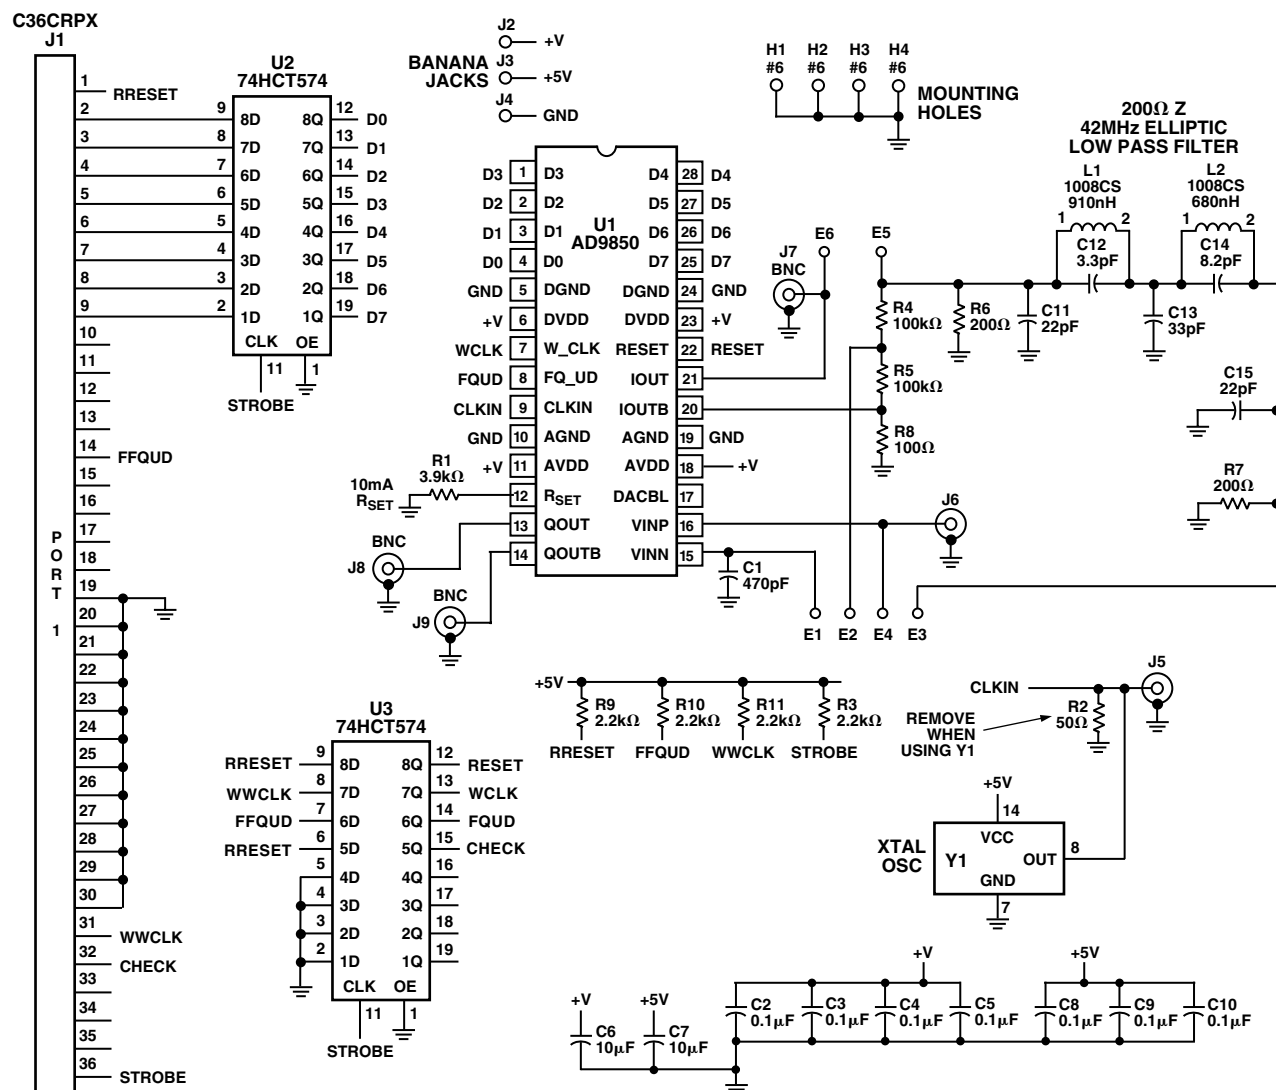 C36CRPX
J1
PORT 1
1
RRESET
2
3
4
5
6
7
8
9
10
11
12
13
14
FFQUD
15
16
17
18
19
20
21
22
23
24
25
26
27
28
29
30
31
WWCLK
32
CHECK
33
34
35
36
STROBE
U2
74HCT574
9 8D 8Q 12 D0
8 7D 7Q 13 D1
7 6D 6Q 14 D2
6 5D 5Q 15 D3
5 4D 4Q 16 D4
4 3D 3Q 17 D5
3 2D 2Q 18 D6
2 1D 1Q 19 D7
CLK OE
11 1
STROBE
BANANA
JACKS
J2
+V
J3
+5V
J4
GND
H1 H2 H3 H4
#6 #6 #6 #6
MOUNTING
HOLES
U1
AD9850
D3 1 D3 D4 28 D4
D2 2 D2 D5 27 D5
D1 3 D1 D6 26 D6
D0 4 D0 D7 25 D7
GND 5 DGND DGND 24 GND
+V 6 DVDD DVDD 23 +V
WCLK 7 W_CLK RESET 22 RESET
FQUD 8 FQ_UD IOUT 21
CLKIN 9 CLKIN IOUTB 20
GND 10 AGND AGND 19 GND
+V 11 AVDD AVDD 18 +V
12 RSET DACBL 17
13 QOUT VINP 16
14 QOUTB VINN 15
R1
3.9kΩ
10mA
RSET
BNC
J8
BNC
J9
J7
BNC
E6
E5
R4
100kΩ
R5
100kΩ
R8
100Ω
R6
200Ω
C11
22pF
200Ω Z
42MHz ELLIPTIC
LOW PASS FILTER
L1
1008CS
910nH
1 2
C12
3.3pF
L2
1008CS
680nH
1 2
C14
8.2pF
C13
33pF
C15
22pF
R7
200Ω
J6
C1
470pF
E1 E2 E4 E3
+5V
R9
2.2kΩ
R10
2.2kΩ
R11
2.2kΩ
R3
2.2kΩ
RRESET FFQUD WWCLK STROBE
J5
CLKIN
R2
50Ω
REMOVE
WHEN
USING Y1
+5V
14
VCC
XTAL
OSC
Y1
OUT
8
GND
7
U3
74HCT574
RRESET 9 8D 8Q 12 RESET
WWCLK 8 7D 7Q 13 WCLK
FFQUD 7 6D 6Q 14 FQUD
RRESET 6 5D 5Q 15 CHECK
5 4D 4Q 16
4 3D 3Q 17
3 2D 2Q 18
2 1D 1Q 19
CLK OE
11 1
STROBE
+V
C6
10µF
+5V
C7
10µF
+V
C2
0.1µF
C3
0.1µF
C4
0.1µF
C5
0.1µF
+5V
C8
0.1µF
C9
0.1µF
C10
0.1µF